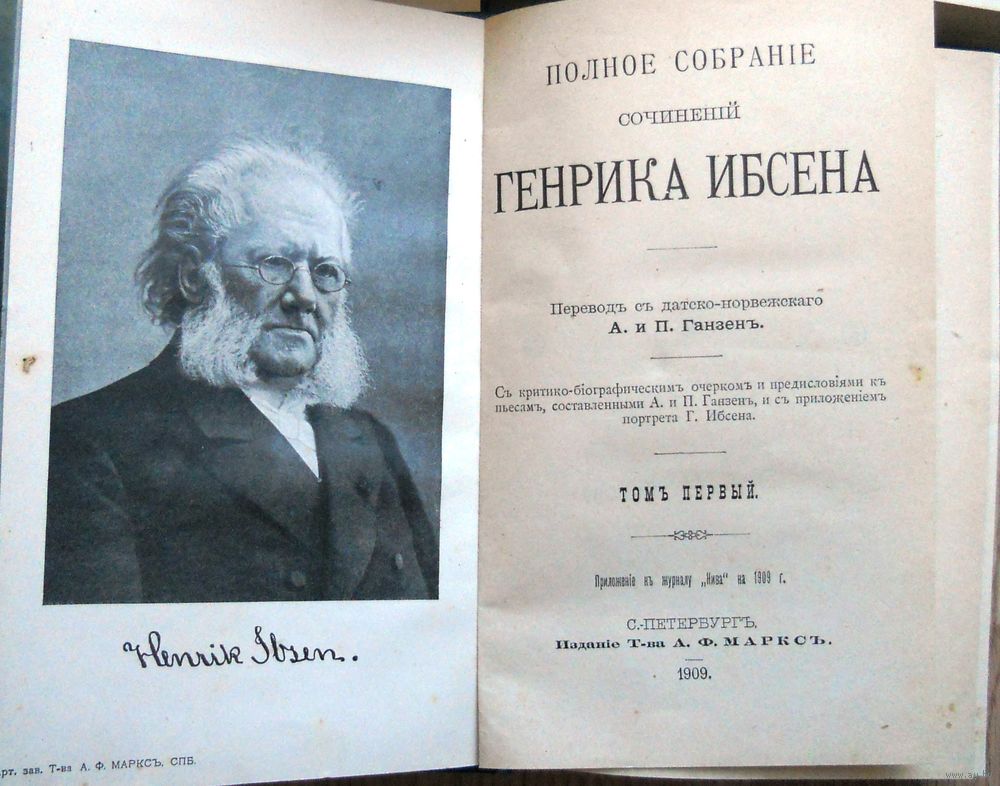 Henrik Ibsen.
арт. зав. Т-ва А. Ф. МАРКСЪ, СПБ.
ПОЛНОЕ СОБРАНІЕ
СОЧИНЕНІЙ
ГЕНРИКА ИБСЕНА
Переводъ съ датско-норвежскаго
А. и П. Ганзенъ.
Съ критико-біографическимъ очеркомъ и предисловіями къ
пьесамъ, составленными А. и П. Ганзенъ, и съ приложеніемъ
портрета Г. Ибсена.
ТОМЪ ПЕРВЫЙ.
Приложеніе къ журналу „Нива“ на 1909 г.
С.-ПЕТЕРБУРГЪ.
Изданіе Т-ва А. Ф. МАРКСЪ.
1909.